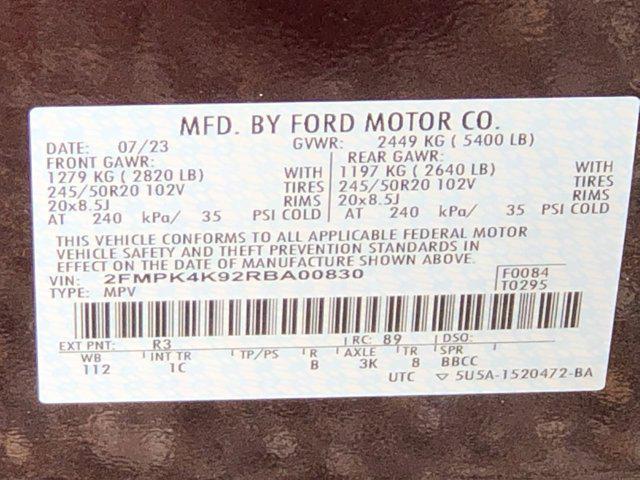 MFD. BY FORD MOTOR CO.
DATE: 07/23 GVWR: 2449 KG ( 5400 LB)
FRONT GAWR: REAR GAWR:
1279 KG ( 2820 LB) WITH 1197 KG ( 2640 LB) WITH
245/50R20 102V TIRES 245/50R20 102V TIRES
20x8.5J RIMS 20x8.5J RIMS
AT 240 kPa/ 35 PSI COLD AT 240 kPa/ 35 PSI COLD
THIS VEHICLE CONFORMS TO ALL APPLICABLE FEDERAL MOTOR
VEHICLE SAFETY AND THEFT PREVENTION STANDARDS IN
EFFECT ON THE DATE OF MANUFACTURE SHOWN ABOVE.
VIN: 2FMPK4K92RBA00830 F0084
TYPE: MPV T0295
EXT PNT: R3 RC: 89 DSO:
WB INT TR TP/PS R AXLE TR SPR
112 1C B 3K 8 BBCC
UTC ▽ 5U5A-1520472-BA